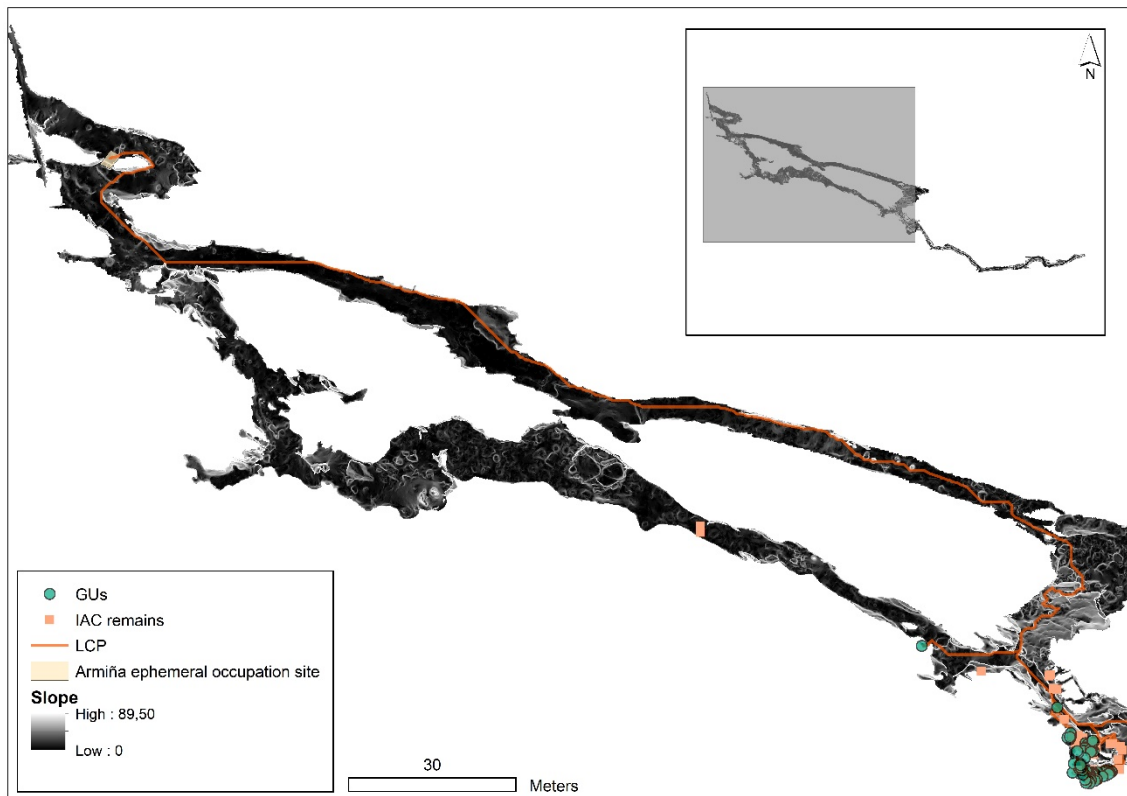 N
GUs
IAC remains
LCP
Armiña ephemeral occupation site
Slope
High : 89,50
Low : 0
30
Meters